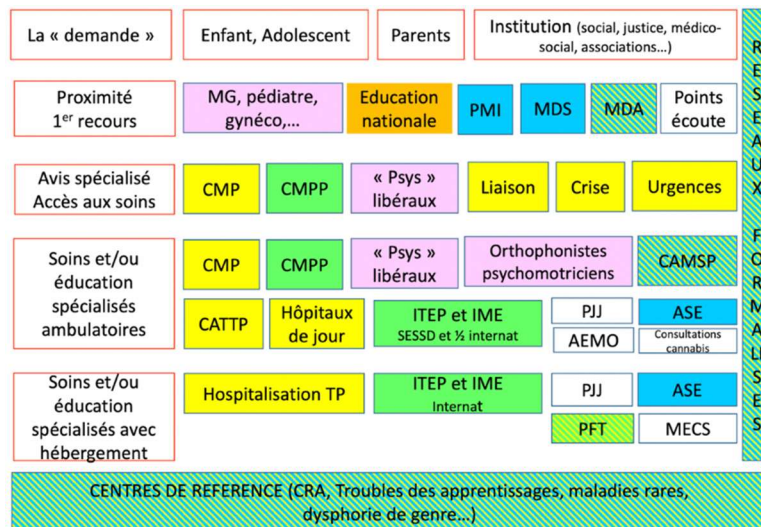 La « demande »
Enfant, Adolescent
Parents
Institution (social, justice, médico-
social, associations…)
Proximité
1er recours
MG, pédiatre,
gynéco,…
Education
nationale
PMI
MDS
MDA
Points
écoute
Avis spécialisé
Accès aux soins
CMP
CMPP
« Psys »
libéraux
Liaison
Crise
Urgences
Soins et/ou
éducation
spécialisés
ambulatoires
CMP
CMPP
« Psys »
libéraux
Orthophonistes
psychomotriciens
CAMSP
CATTP
Hôpitaux
de jour
ITEP et IME
SESSD et ½ internat
PJJ
ASE
AEMO
Consultations
cannabis
Soins et/ou
éducation
spécialisés avec
hébergement
Hospitalisation TP
ITEP et IME
Internat
PJJ
ASE
PFT
MECS
RESEAUX FORMALISES
CENTRES DE REFERENCE (CRA, Troubles des apprentissages, maladies rares,
dysphorie de genre…)